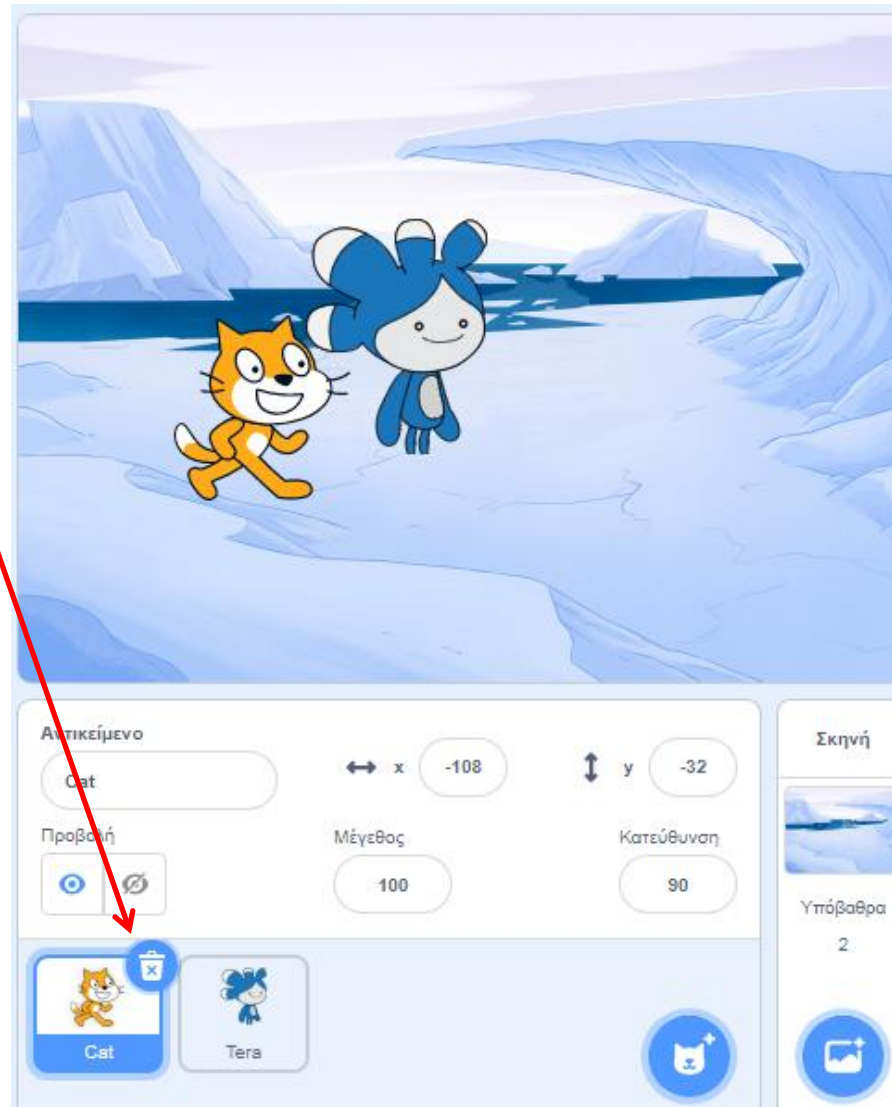 Αντικείμενο
Cat
x -108
y -32
Προβολή
Μέγεθος
100
Κατεύθυνση
90
Cat
Tera
Σκηνή
Υπόβαθρα
2